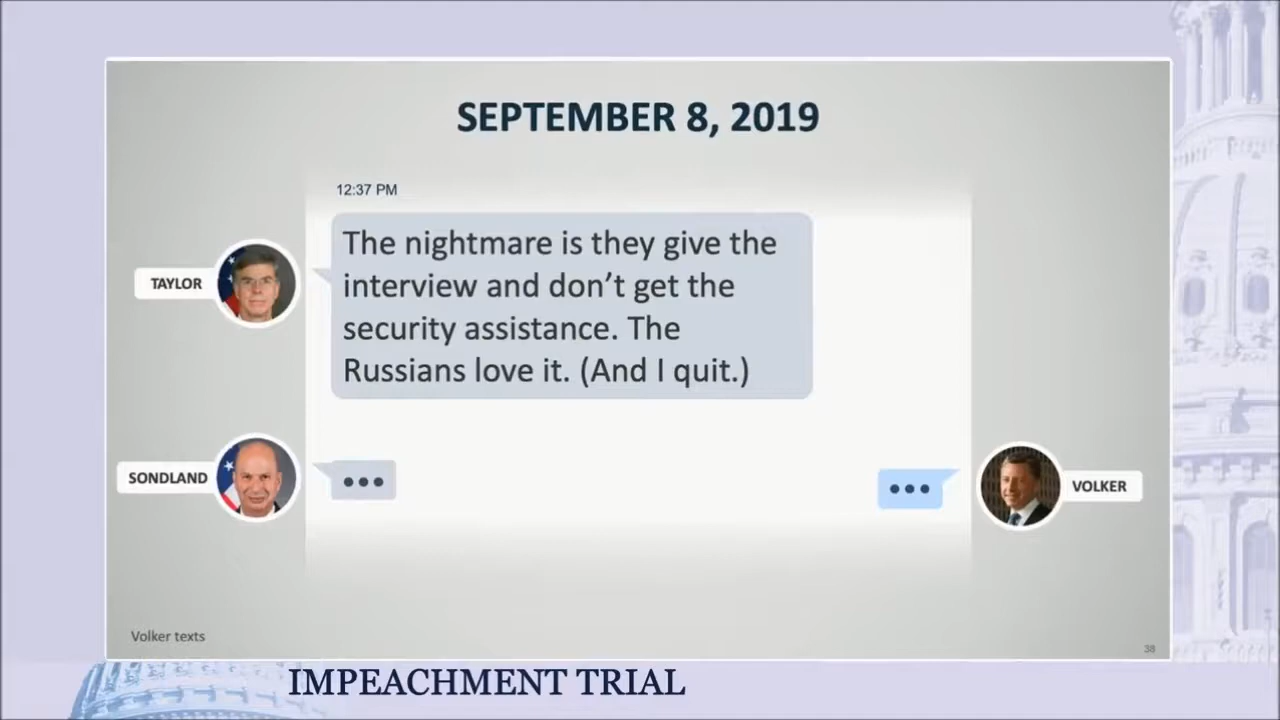 SEPTEMBER 8, 2019
12:37 PM
TAYLOR
The nightmare is they give the
interview and don’t get the
security assistance. The
Russians love it. (And I quit.)
SONDLAND
VOLKER
Volker texts
38
IMPEACHMENT TRIAL